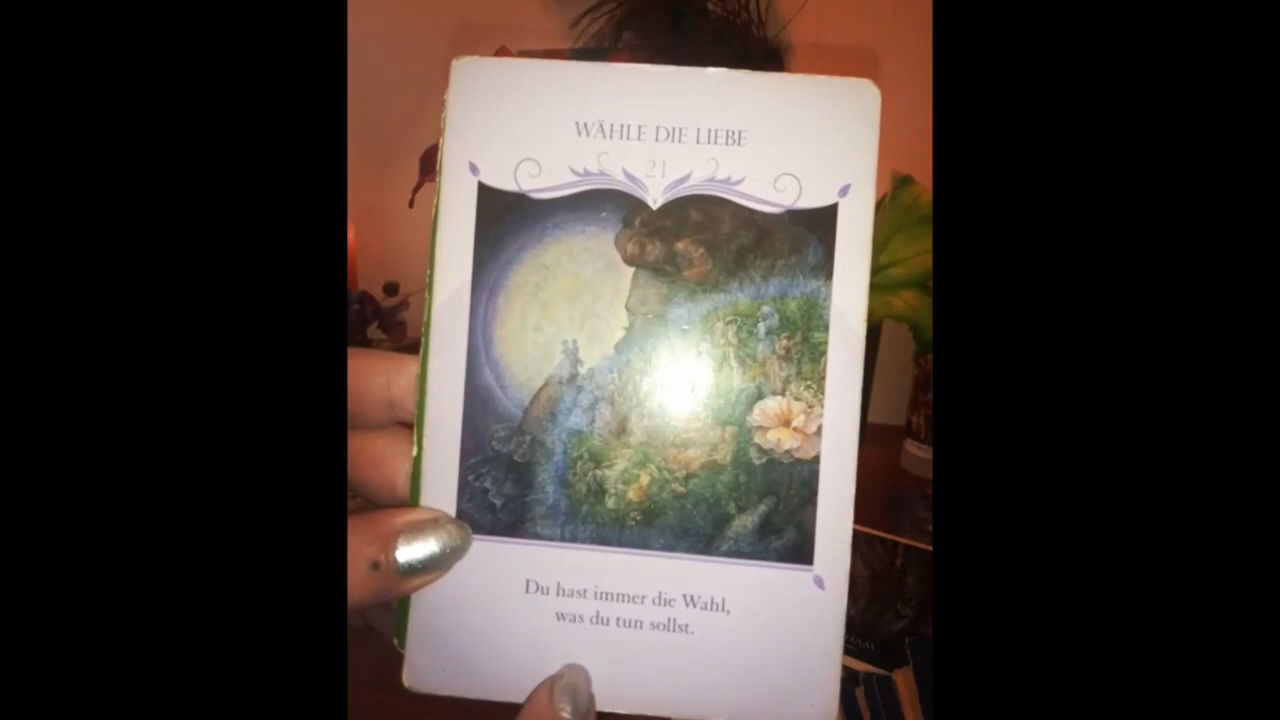 WÄHLE DIE LIEBE
21
Du hast immer die Wahl,
was du tun sollst.